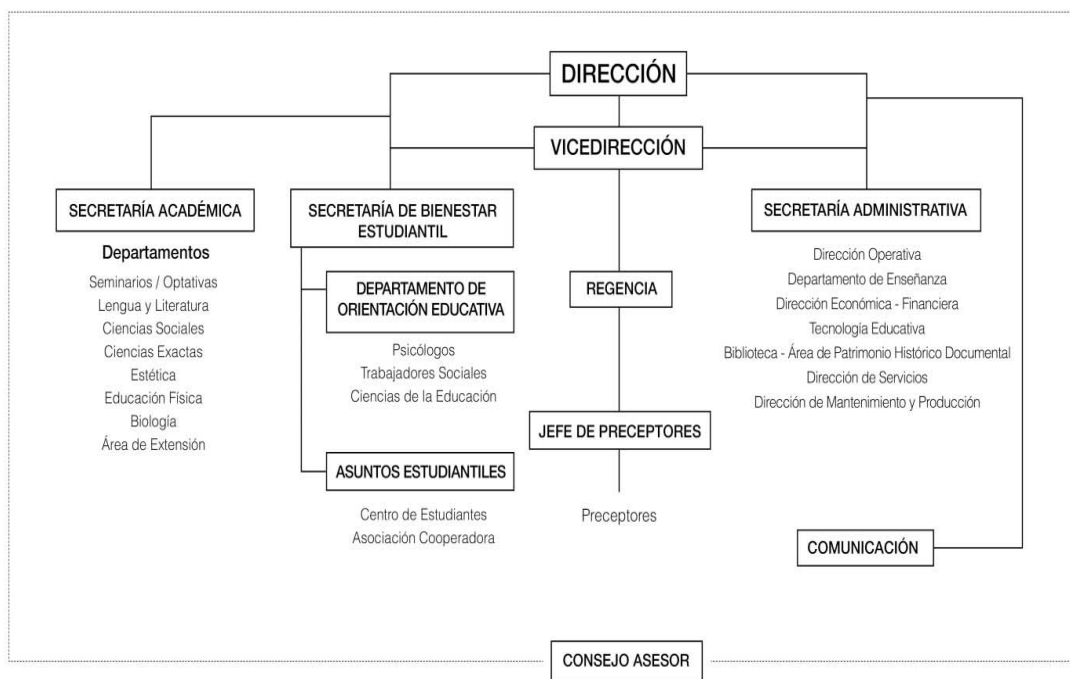 DIRECCIÓN
VICEDIRECCIÓN
SECRETARÍA ACADÉMICA
Departamentos
Seminarios / Optativas
Lengua y Literatura
Ciencias Sociales
Ciencias Exactas
Estética
Educación Física
Biología
Área de Extensión
SECRETARÍA DE BIENESTAR
ESTUDIANTIL
DEPARTAMENTO DE
ORIENTACIÓN EDUCATIVA
Psicólogos
Trabajadores Sociales
Ciencias de la Educación
ASUNTOS ESTUDIANTILES
Centro de Estudiantes
Asociación Cooperadora
REGENCIA
JEFE DE PRECEPTORES
Preceptores
SECRETARÍA ADMINISTRATIVA
Dirección Operativa
Departamento de Enseñanza
Dirección Económica - Financiera
Tecnología Educativa
Biblioteca - Área de Patrimonio Histórico Documental
Dirección de Servicios
Dirección de Mantenimiento y Producción
COMUNICACIÓN
CONSEJO ASESOR